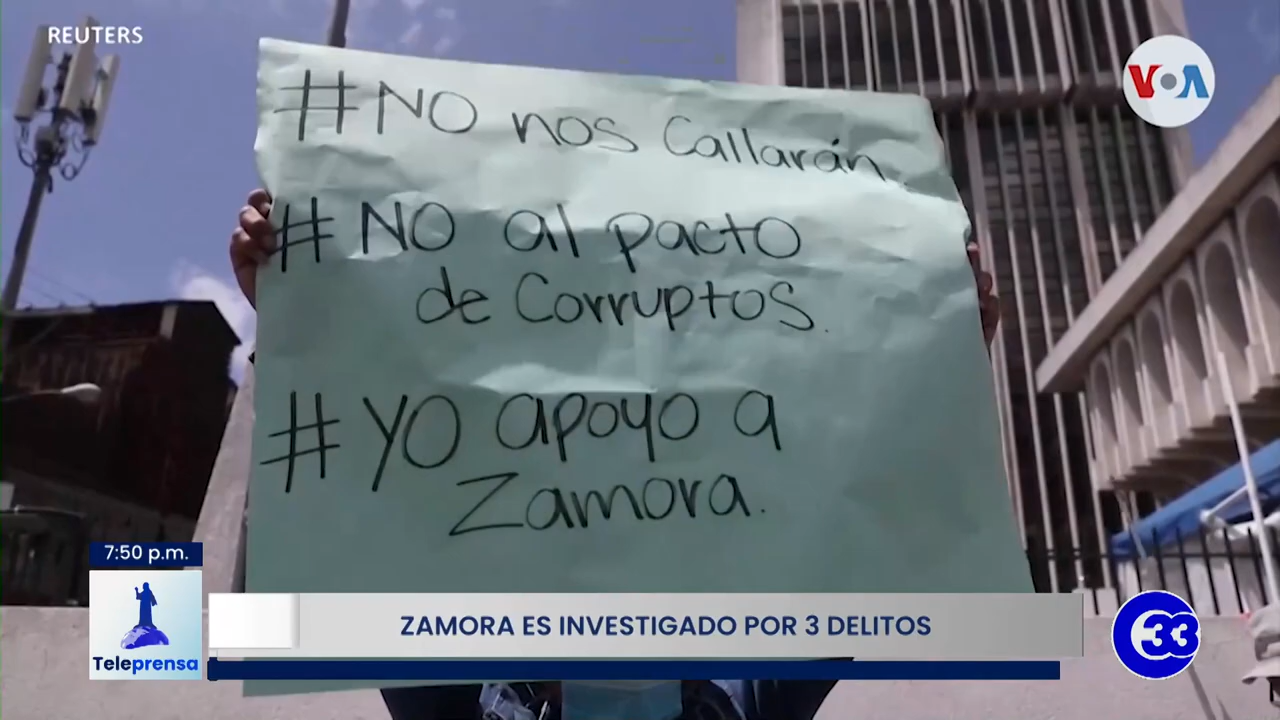 REUTERS
VOA
#NO nos Callarán.
#NO al pacto
de Corruptos.
#Yo apoyo a
Zamora.
7:50 p.m.
ZAMORA ES INVESTIGADO POR 3 DELITOS
Teleprensa
33